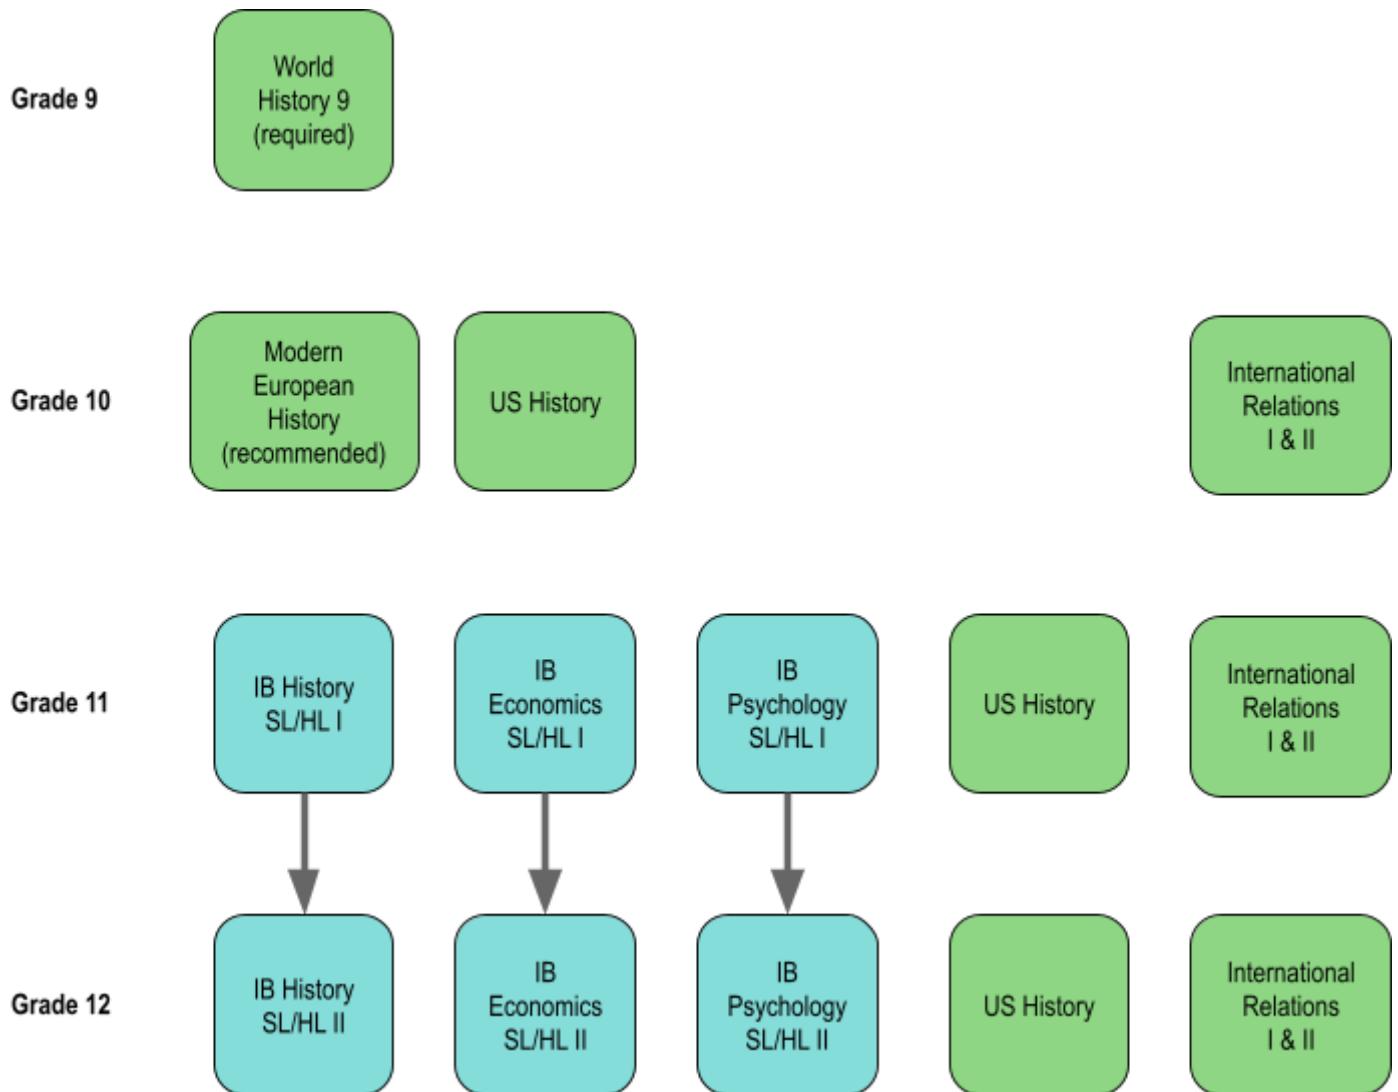 Grade 9
World
History 9
(required)
Grade 10
Modern
European
History
(recommended)
US History
International
Relations
I & II
Grade 11
IB History
SL/HL I
IB
Economics
SL/HL I
IB
Psychology
SL/HL I
US History
International
Relations
I & II
Grade 12
IB History
SL/HL II
IB
Economics
SL/HL II
IB
Psychology
SL/HL II
US History
International
Relations
I & II